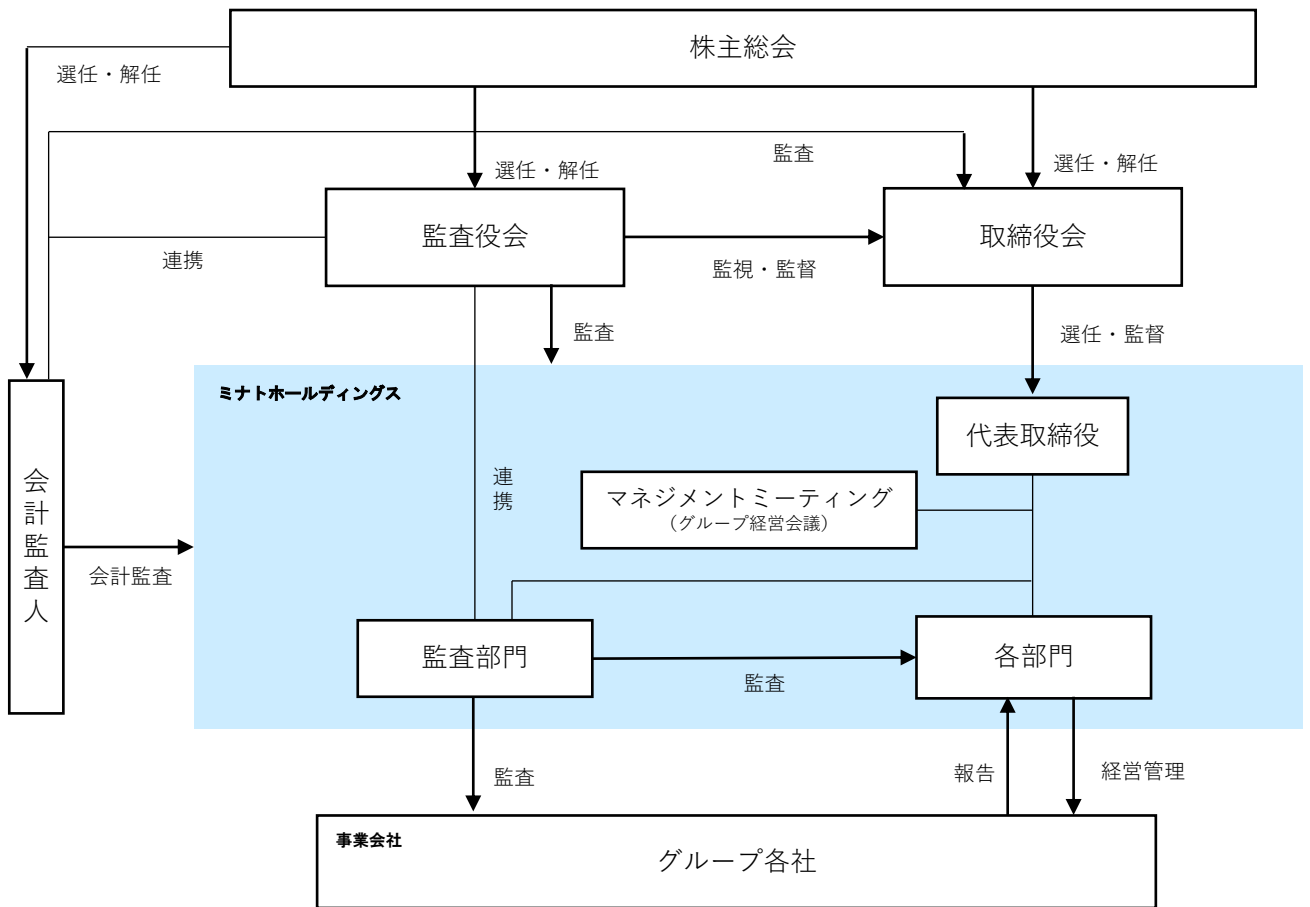 株主総会
選任・解任
監査
選任・解任
選任・解任
監査役会
取締役会
連携
監視・監督
監査
選任・監督
ミナトホールディングス
代表取締役
会計監査人
連携
マネジメントミーティング
（グループ経営会議）
会計監査
監査部門
各部門
監査
監査
報告
経営管理
事業会社
グループ各社